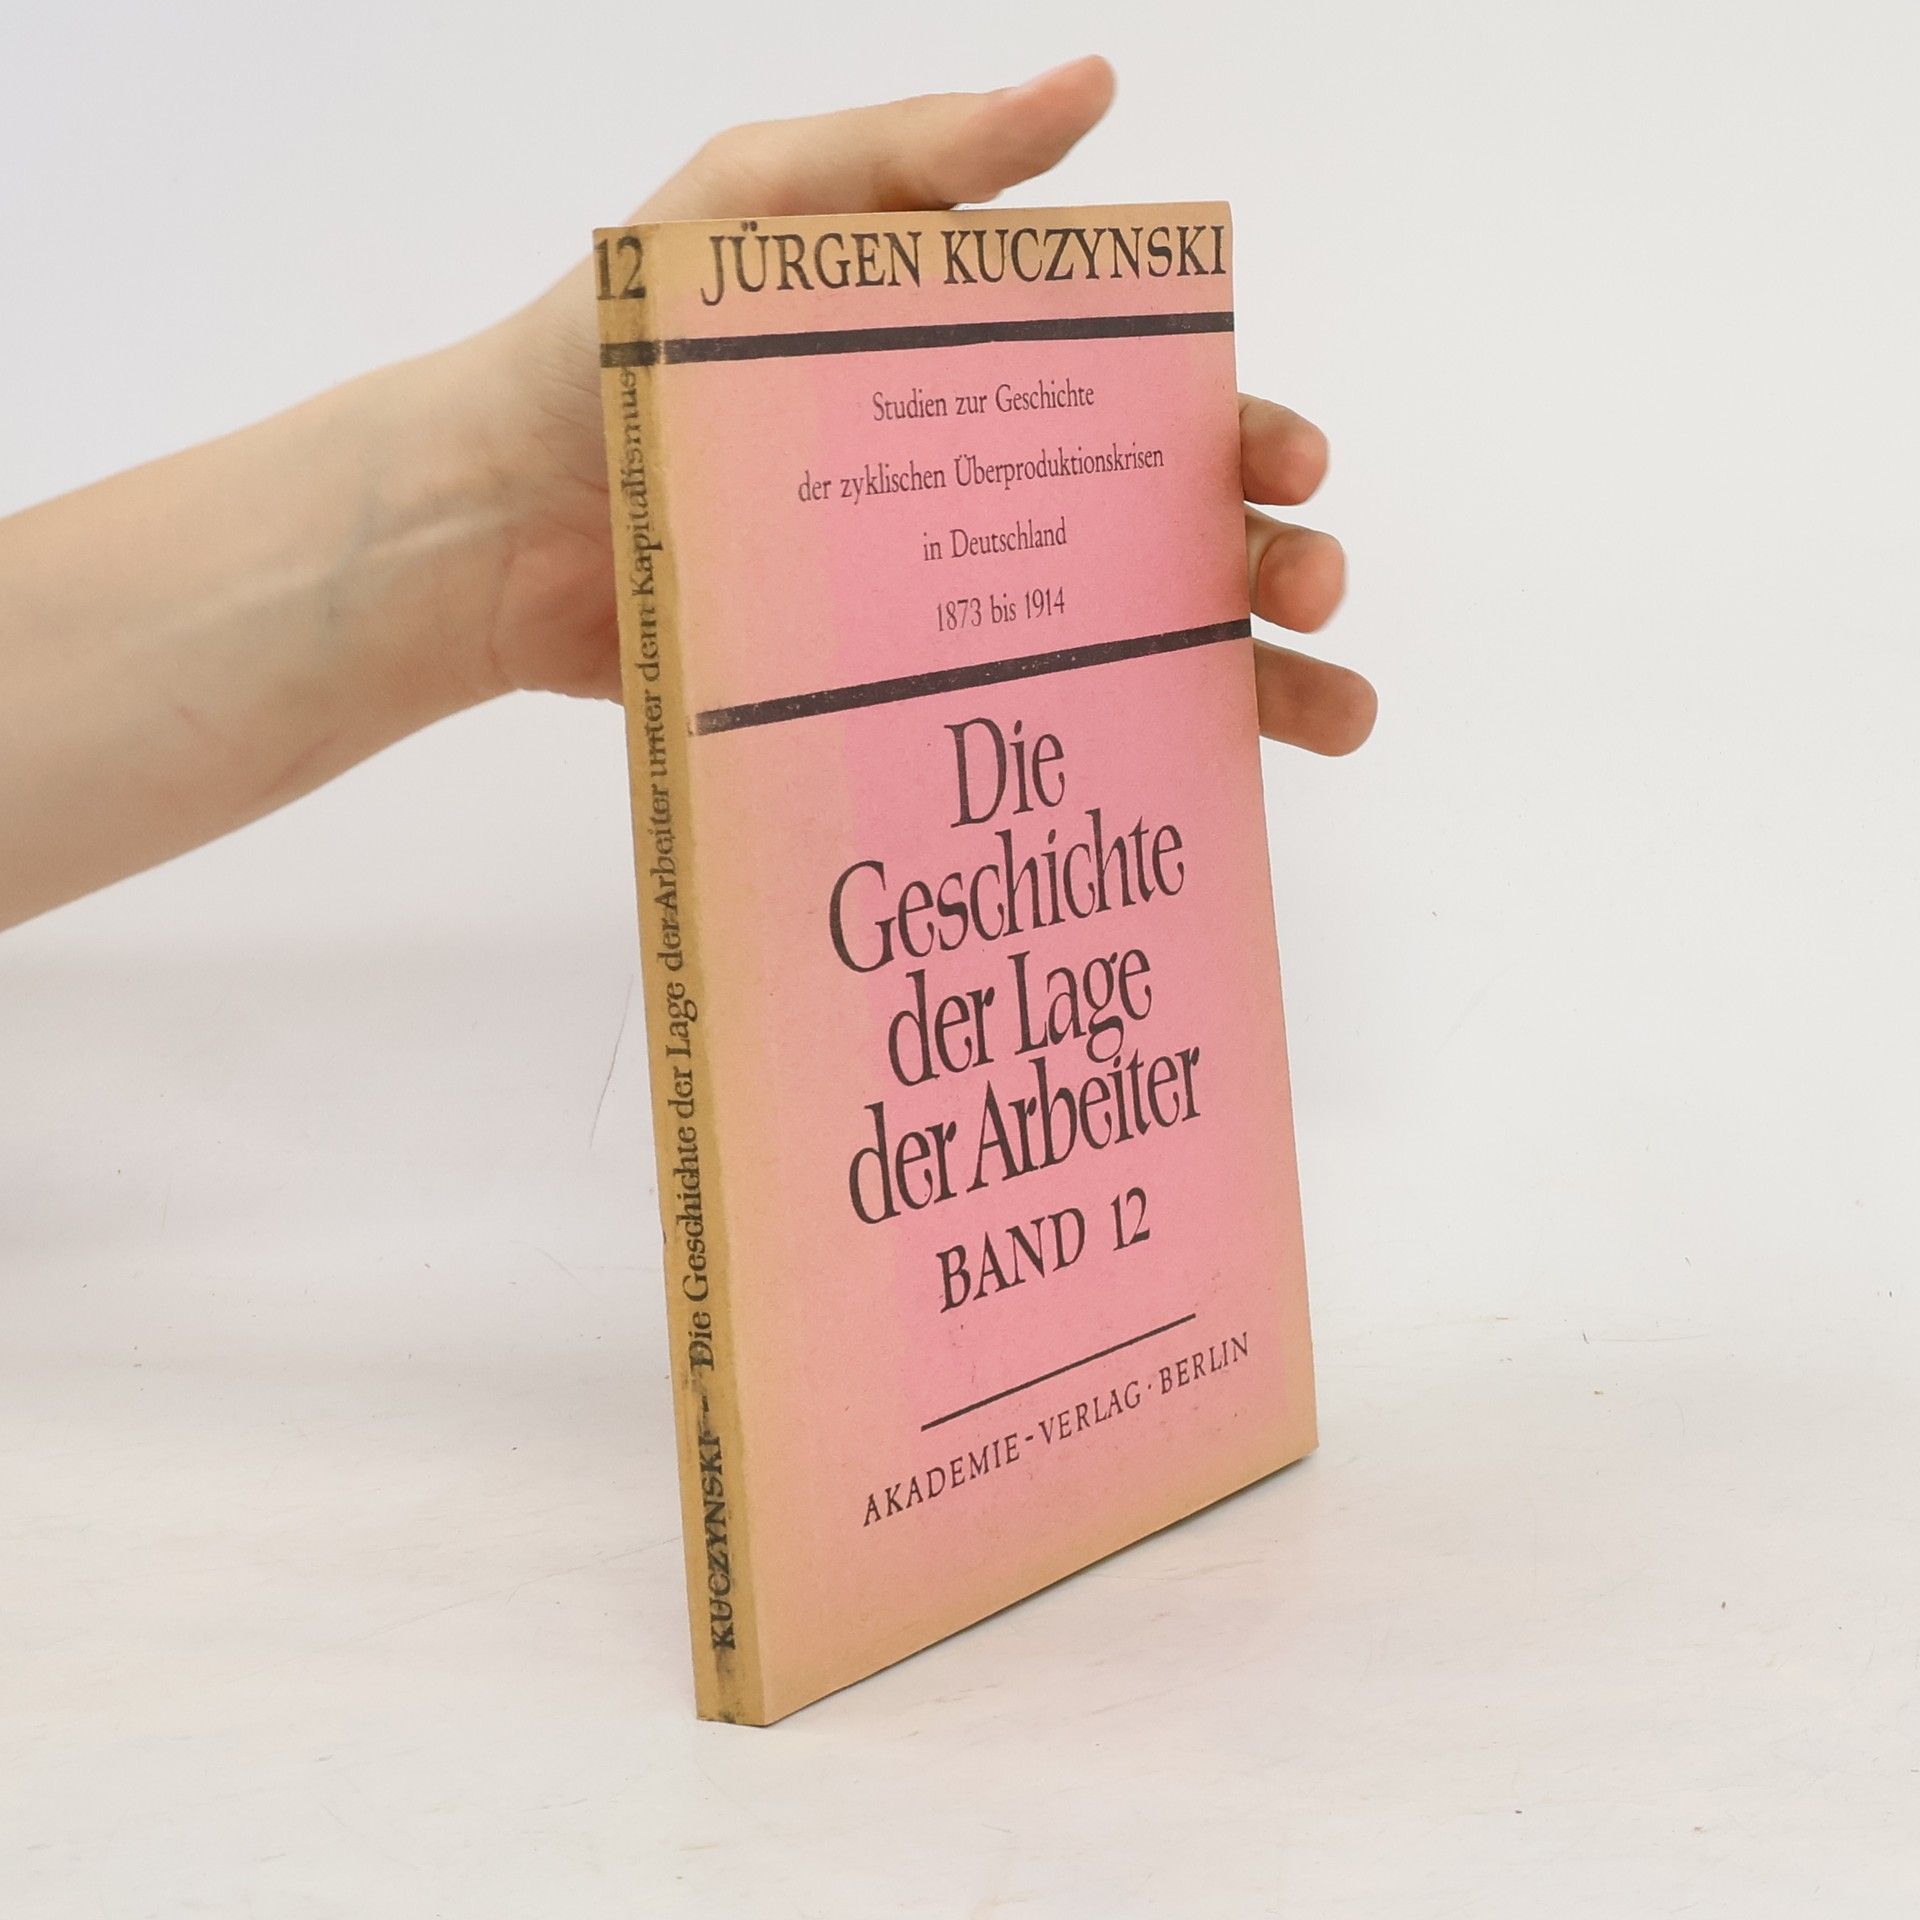 12
KUCZYNSKI - Die Geschichte der Lage der Arbeiter unter dem Kapitalismus
JÜRGEN KUCZYNSKI
Studien zur Geschichte
der zyklischen Überproduktionskrisen
in Deutschland
1873 bis 1914
Die
Geschichte
der Lage
der Arbeiter
BAND 12
AKADEMIE-VERLAG · BERLIN